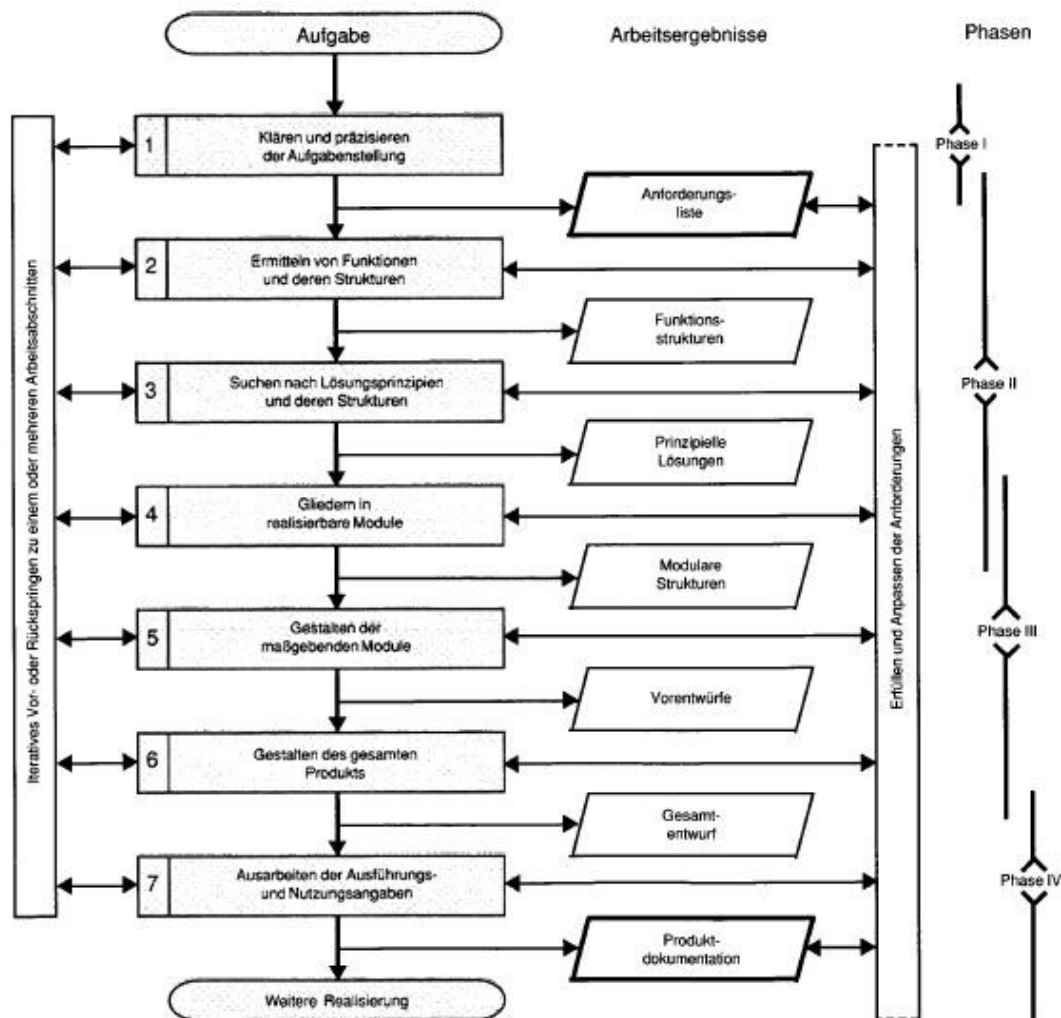 Aufgabe
Arbeitsergebnisse
Phasen
1
Klären und präzisieren
der Aufgabenstellung
Phase I
Anforderungs-
liste
2
Ermitteln von Funktionen
und deren Strukturen
Funktions-
strukturen
3
Suchen nach Lösungsprinzipien
und deren Strukturen
Phase II
Prinzipielle
Lösungen
4
Gliedern in
realisierbare Module
Modulare
Strukturen
5
Gestalten der
maßgebenden Module
Phase III
Vorentwürfe
6
Gestalten des gesamten
Produkts
Gesamt-
entwurf
7
Ausarbeiten der Ausführungs-
und Nutzungsangaben
Phase IV
Produkt-
dokumentation
Weitere Realisierung
Iteratives Vor- oder Rückspringen zu einem oder mehreren Arbeitsabschnitten
Erfüllen und Anpassen der Anforderungen